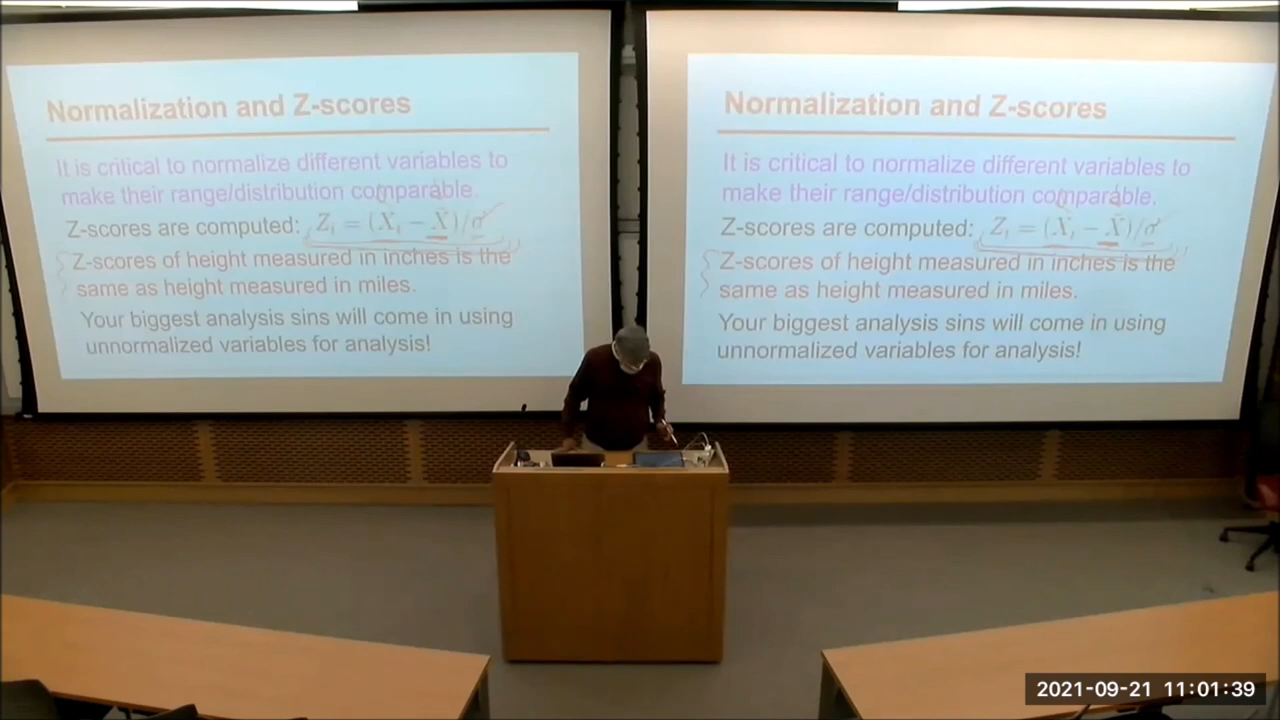 Normalization and Z-scores
It is critical to normalize different variables to
make their range/distribution comparable.
Z-scores are computed: Zᵢ = (Xᵢ − X̄)/σ
Z-scores of height measured in inches is the
same as height measured in miles.
Your biggest analysis sins will come in using
unnormalized variables for analysis!
Normalization and Z-scores
It is critical to normalize different variables to
make their range/distribution comparable.
Z-scores are computed: Zᵢ = (Xᵢ − X̄)/σ
Z-scores of height measured in inches is the
same as height measured in miles.
Your biggest analysis sins will come in using
unnormalized variables for analysis!
2021-09-21 11:01:39